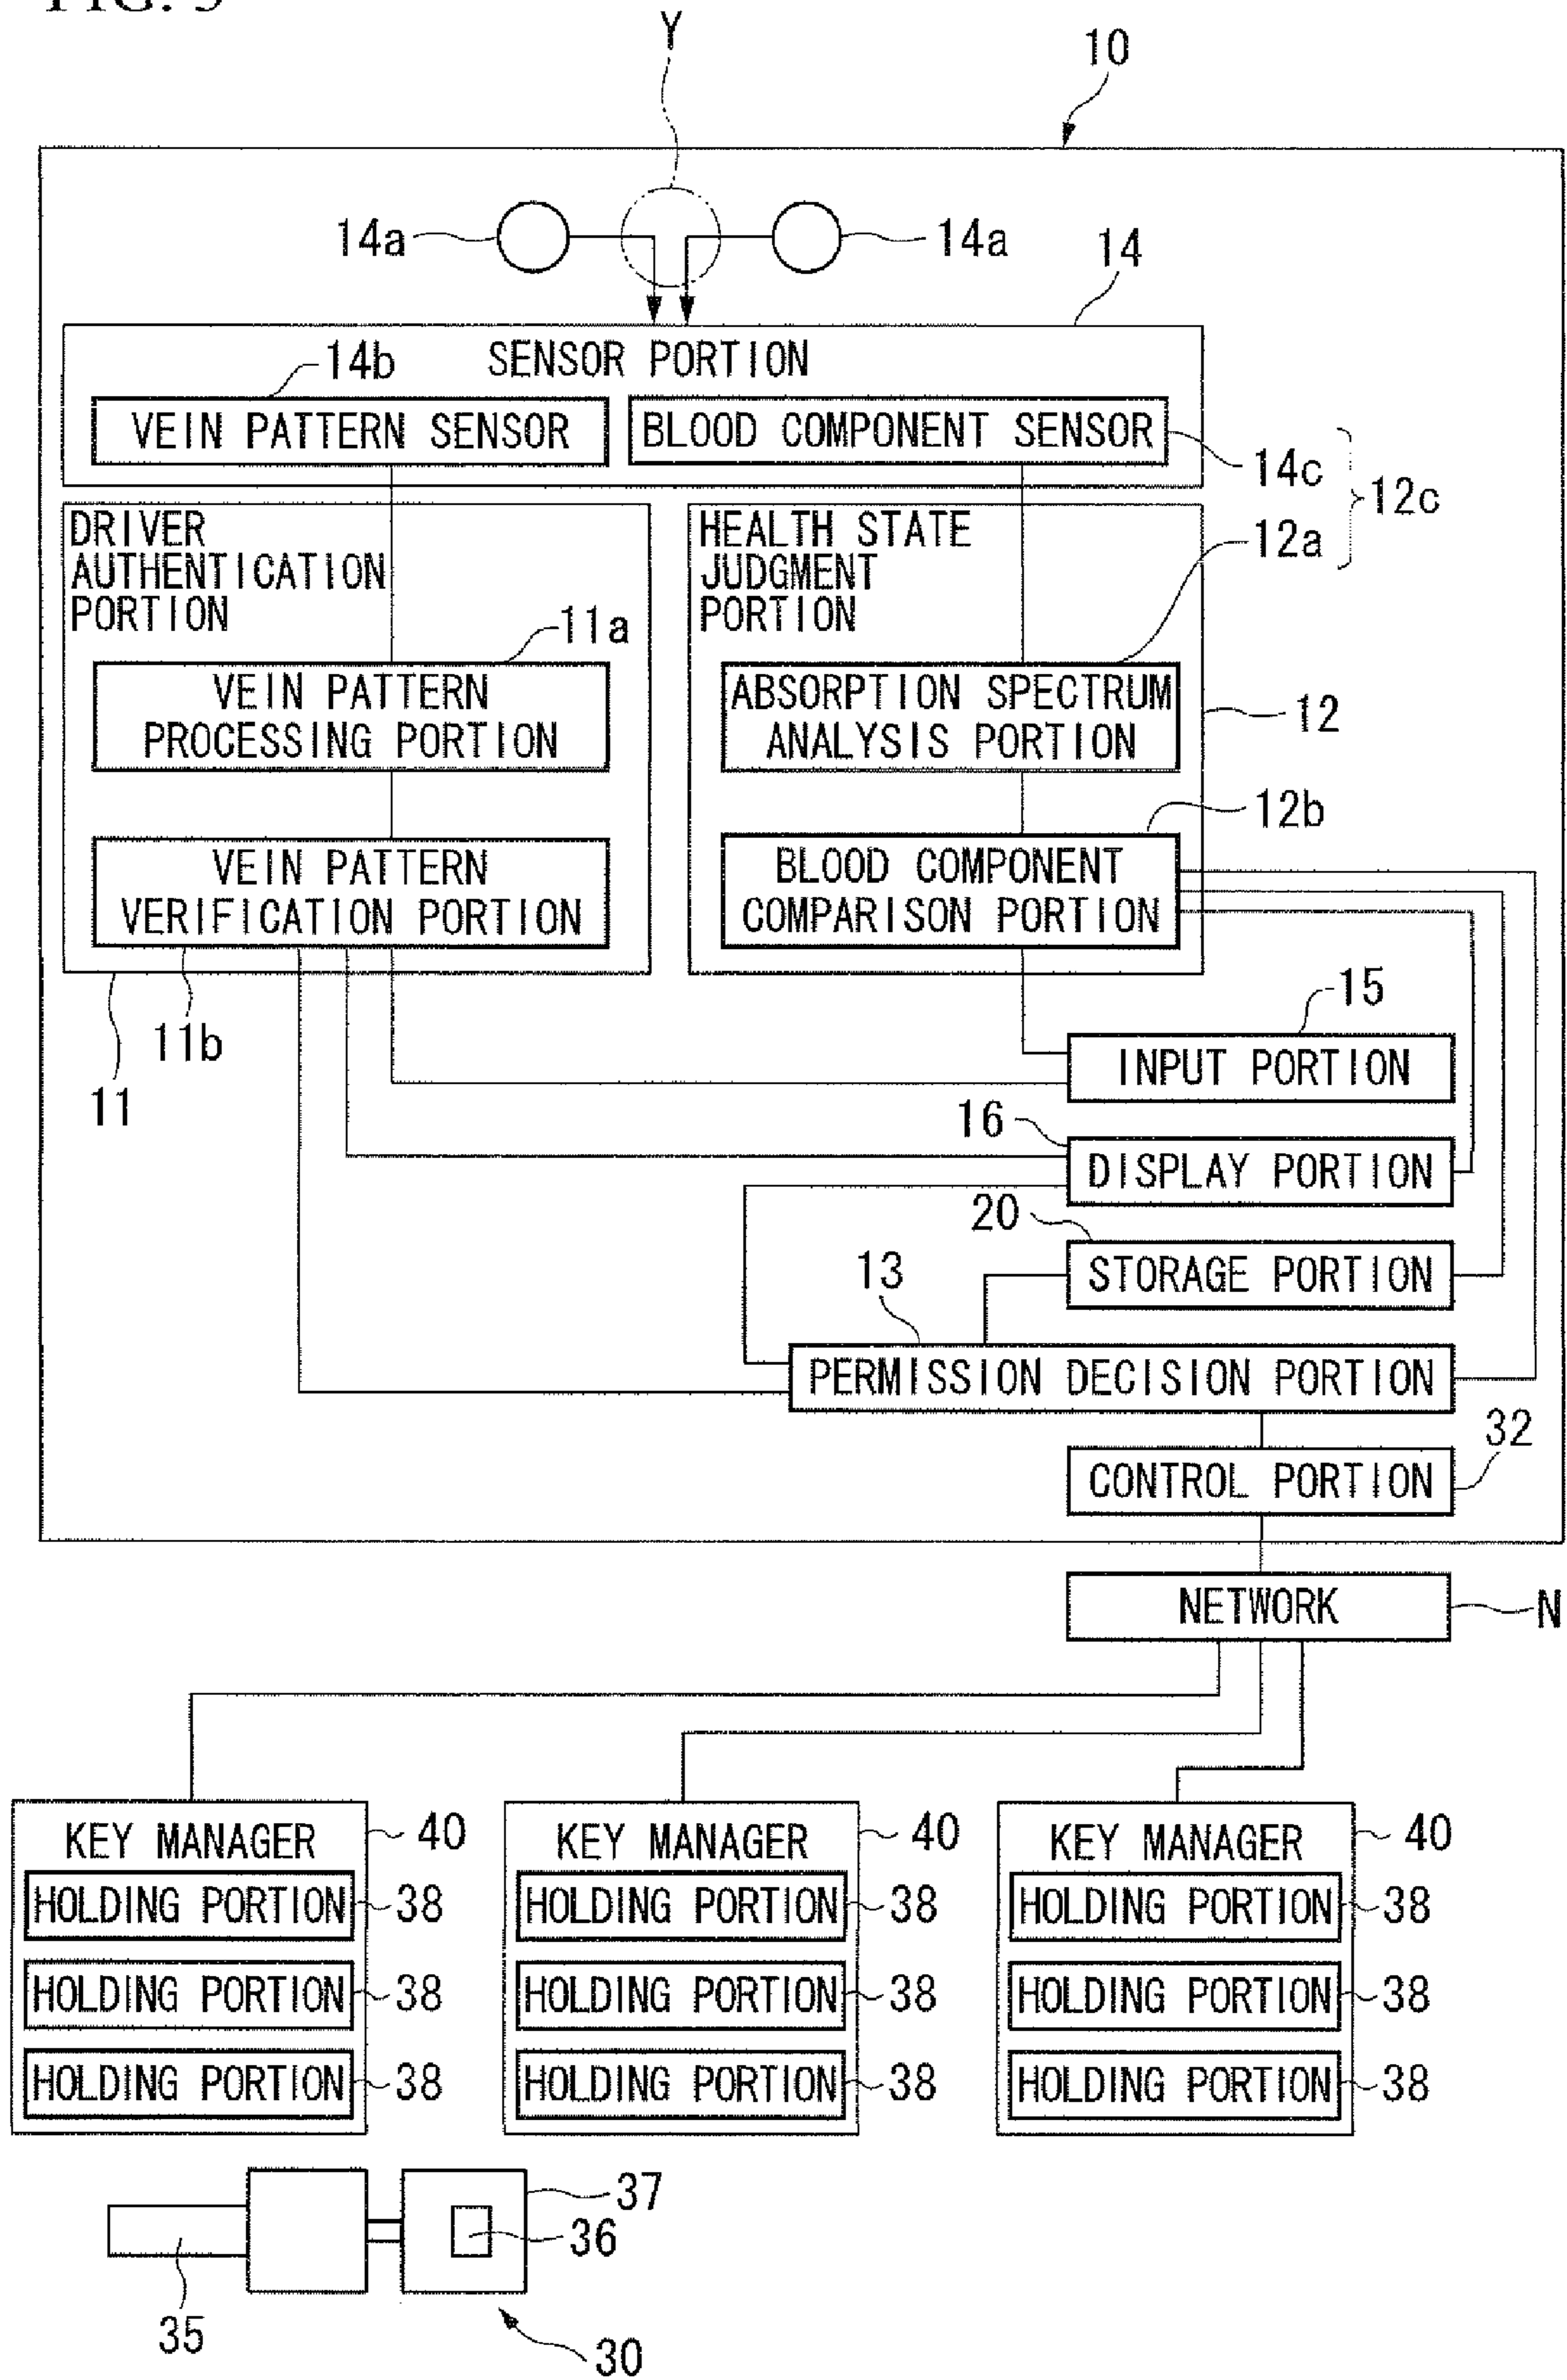 FIG. 5
Y
10
14a
14a
14
SENSOR PORTION
14b
VEIN PATTERN SENSOR
BLOOD COMPONENT SENSOR
14c
12c
DRIVER
AUTHENTICATION
PORTION
HEALTH STATE
JUDGMENT
PORTION
12a
11a
VEIN PATTERN
PROCESSING PORTION
ABSORPTION SPECTRUM
ANALYSIS PORTION
12
12b
VEIN PATTERN
VERIFICATION PORTION
BLOOD COMPONENT
COMPARISON PORTION
11b
11
15
INPUT PORTION
16
DISPLAY PORTION
20
STORAGE PORTION
13
PERMISSION DECISION PORTION
32
CONTROL PORTION
NETWORK
N
KEY MANAGER
40
HOLDING PORTION
38
HOLDING PORTION
38
HOLDING PORTION
38
KEY MANAGER
40
HOLDING PORTION
38
HOLDING PORTION
38
HOLDING PORTION
38
KEY MANAGER
40
HOLDING PORTION
38
HOLDING PORTION
38
HOLDING PORTION
38
37
36
35
30